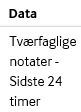 Data
Tværfaglige
notater -
Sidste 24
timer